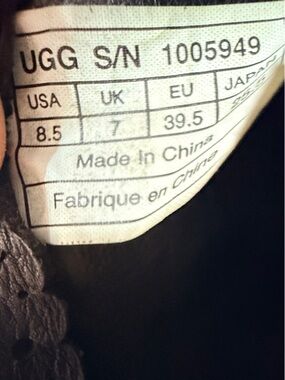 UGG S/N 1005949
USA UK EU JAPAN
8.5 7 39.5
Made In China
Fabrique en Chine